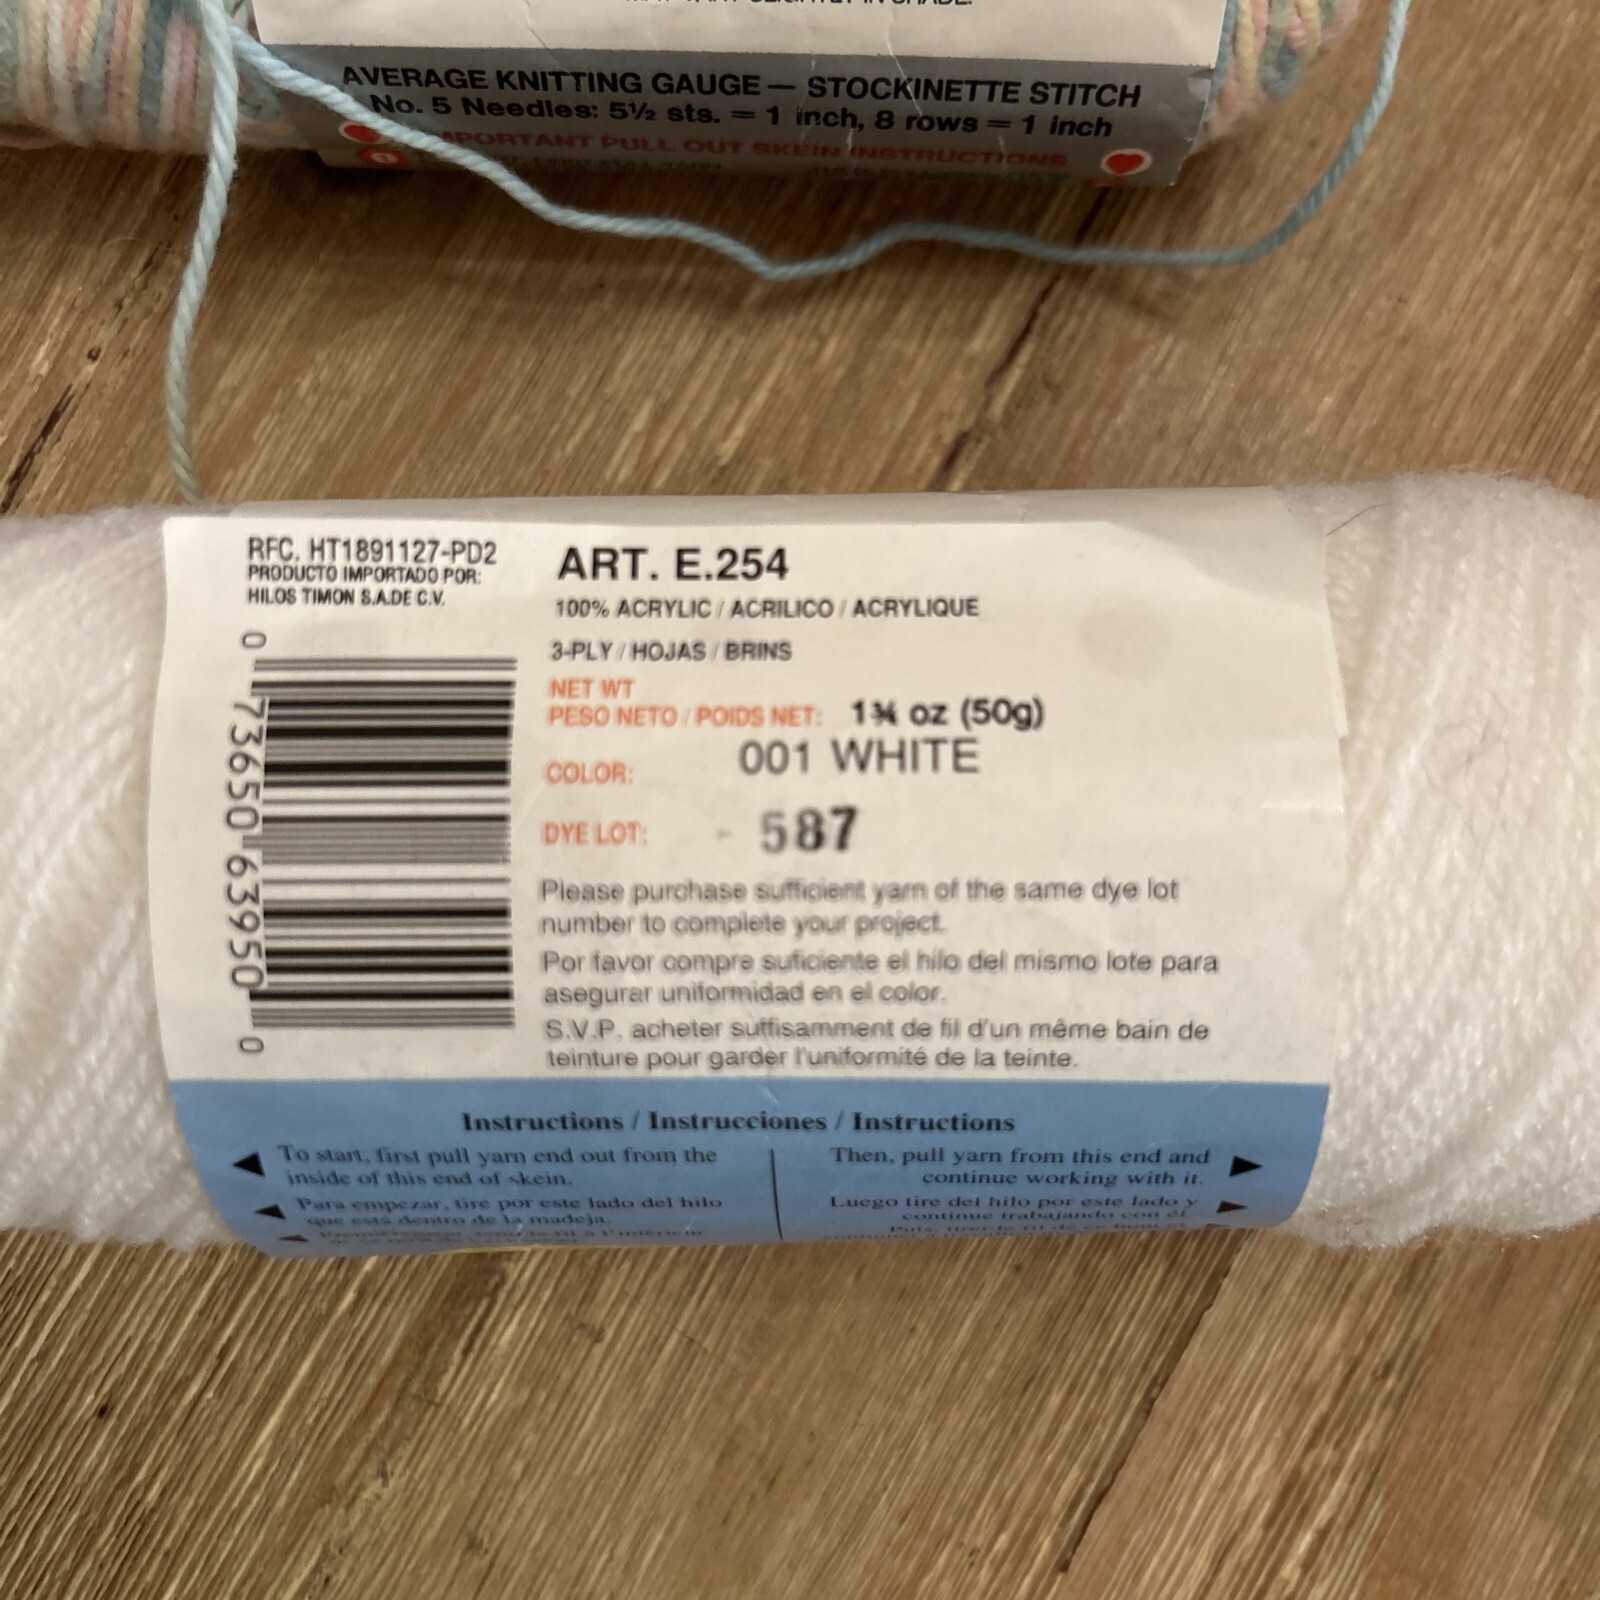 AVERAGE KNITTING GAUGE — STOCKINETTE STITCH
No. 5 Needles: 5½ sts. = 1 inch, 8 rows = 1 inch
IMPORTANT PULL OUT SKEIN INSTRUCTIONS
RFC. HT1891127-PD2
PRODUCTO IMPORTADO POR:
HILOS TIMON S.A.DE C.V.
0 73650 63950 0
ART. E.254
100% ACRYLIC / ACRILICO / ACRYLIQUE
3-PLY / HOJAS / BRINS
NET WT
PESO NETO / POIDS NET: 1¾ oz (50g)
COLOR: 001 WHITE
DYE LOT: 587
Please purchase sufficient yarn of the same dye lot
number to complete your project.
Por favor compre suficiente el hilo del mismo lote para
asegurar uniformidad en el color.
S.V.P. acheter suffisamment de fil d'un même bain de
teinture pour garder l'uniformité de la teinte.
Instructions / Instrucciones / Instructions
To start, first pull yarn end out from the
inside of this end of skein.
Para empezar, tire por este lado del hilo
que está dentro de la madeja.
Then, pull yarn from this end and
continue working with it.
Luego tire del hilo por este lado y
continue trabajando con él.